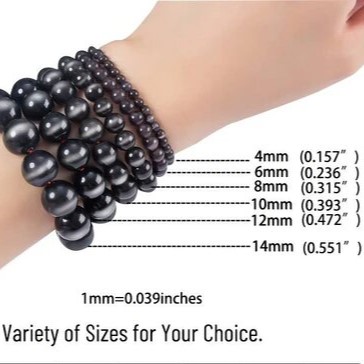 4mm (0.157" )
6mm (0.236" )
8mm (0.315" )
10mm (0.393" )
12mm (0.472" )
14mm (0.551" )
1mm=0.039inches
Variety of Sizes for Your Choice.